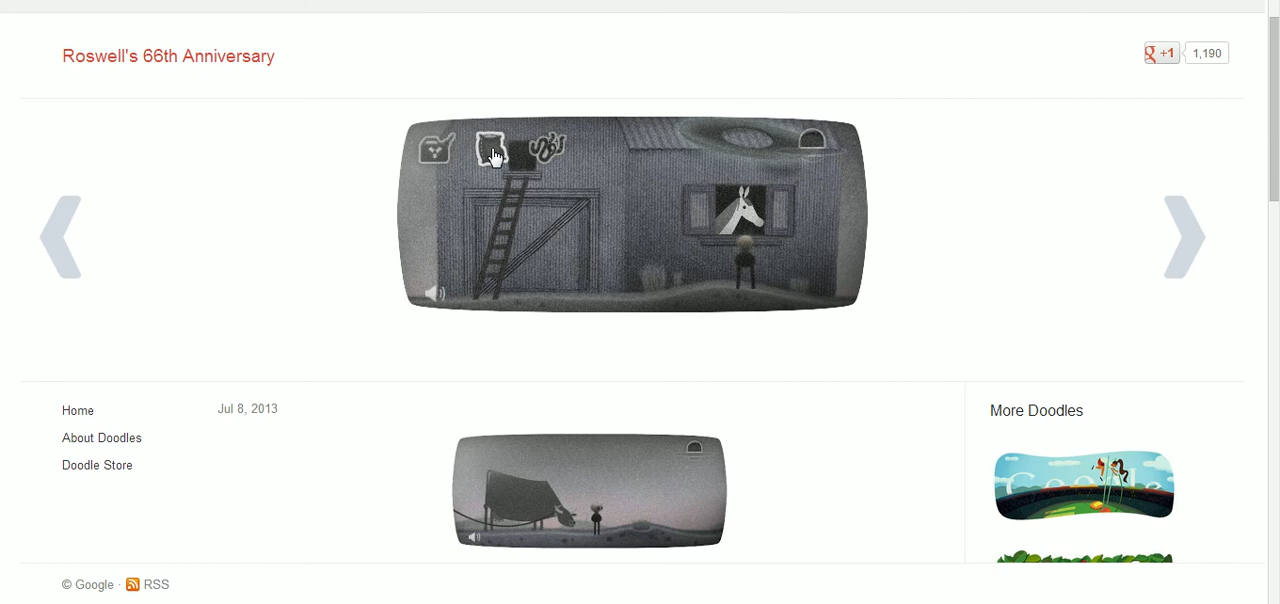 Roswell's 66th Anniversary
g +1 1,190
Home
Jul 8, 2013
More Doodles
About Doodles
Doodle Store
© Google · RSS